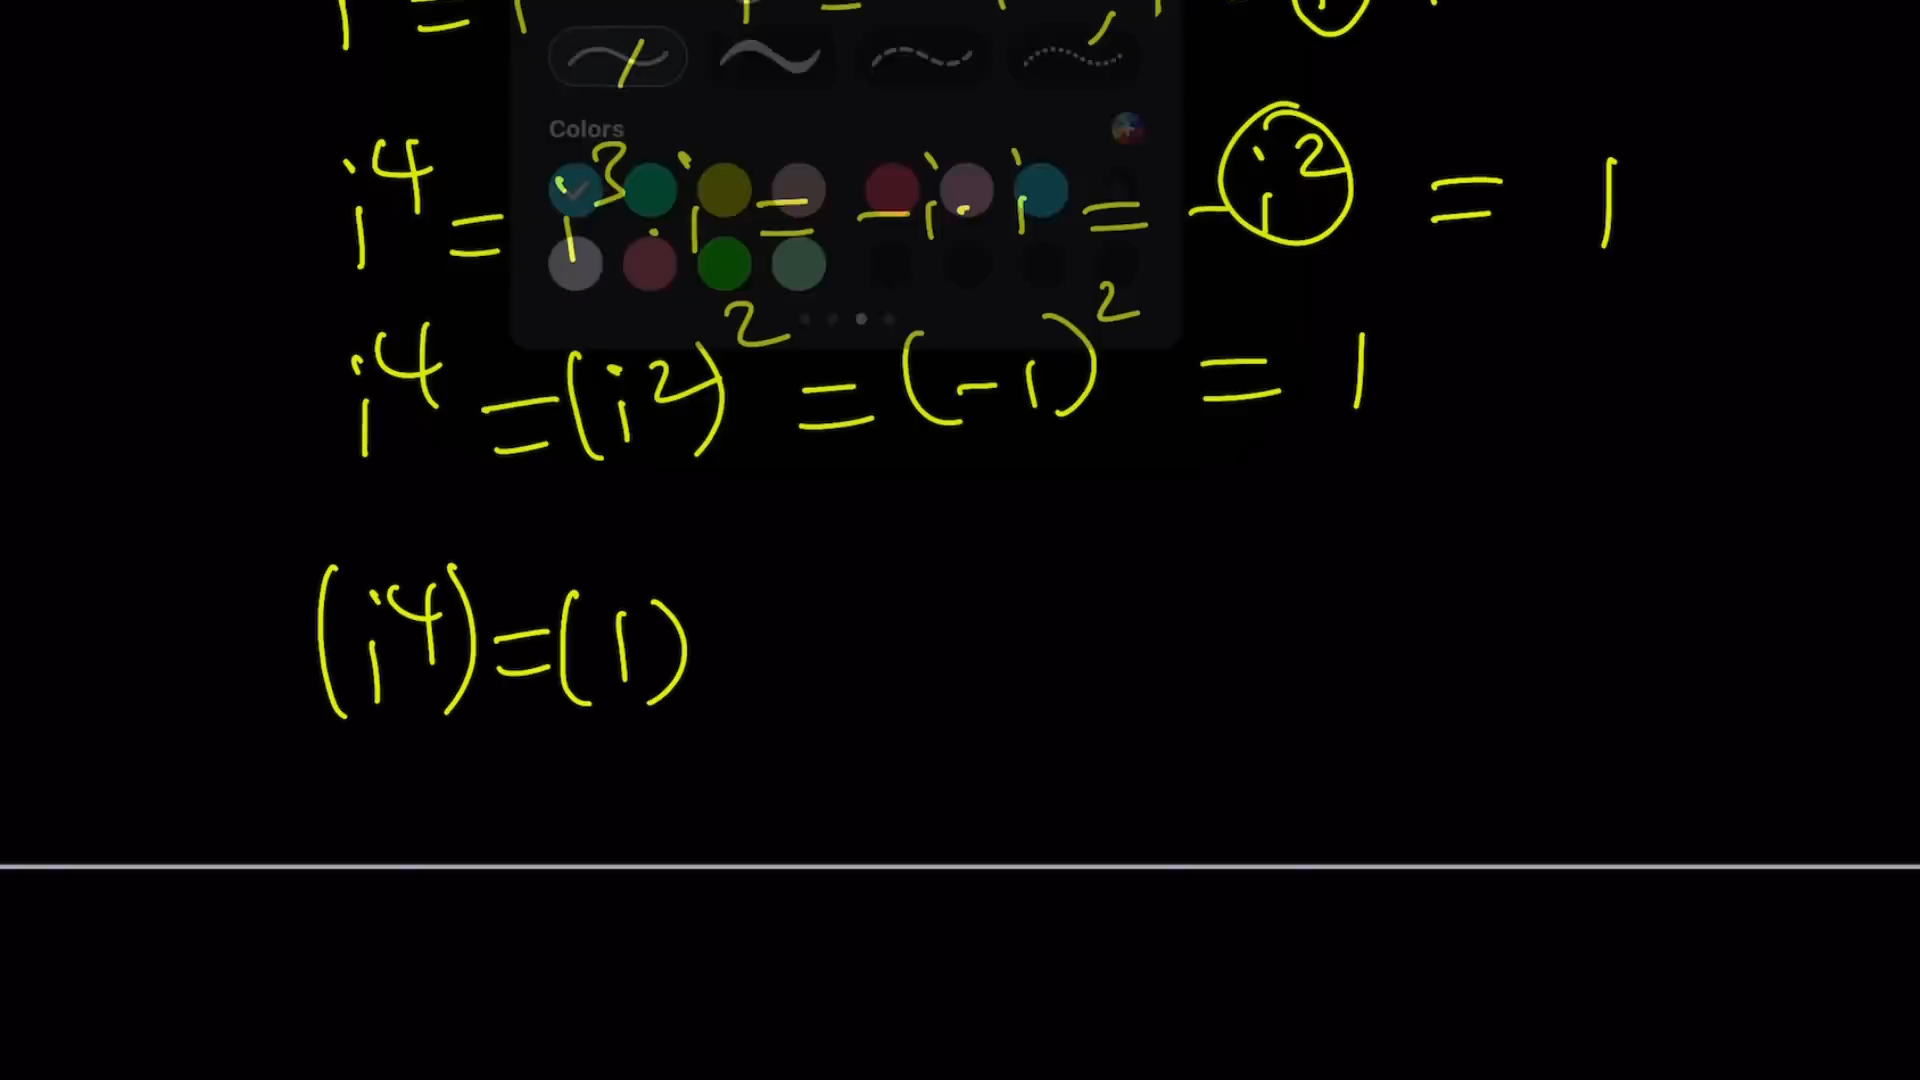 Colors
i⁴ = i³ · i = -i · i = -i² = 1
i⁴ = (i²)² = (-1)² = 1
(i⁴) = (1)